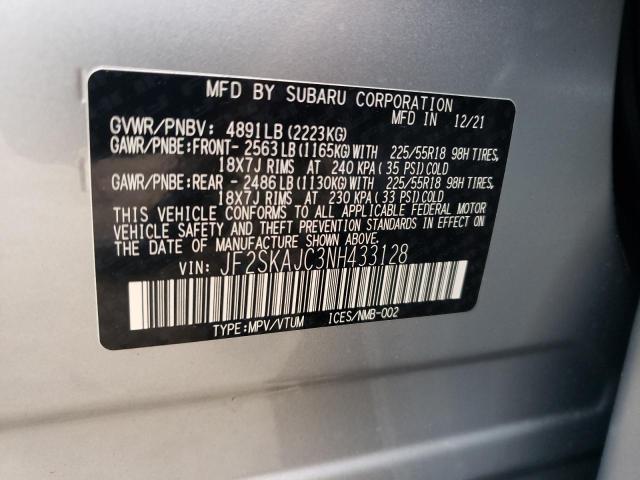 MFD BY SUBARU CORPORATION
MFD IN 12/21
GVWR/PNBV: 4891LB(2223KG)
GAWR/PNBE:FRONT- 2563LB(1165KG)WITH 225/55R18 98H TIRES,
18X7J RIMS AT 240 KPA(35 PSI)COLD
GAWR/PNBE:REAR - 2486LB(1130KG)WITH 225/55R18 98H TIRES,
18X7J RIMS AT 230 KPA(33 PSI)COLD
THIS VEHICLE CONFORMS TO ALL APPLICABLE FEDERAL MOTOR
VEHICLE SAFETY AND THEFT PREVENTION STANDARDS IN EFFECT ON
THE DATE OF MANUFACTURE SHOWN ABOVE.
VIN: JF2SKAJC3NH433128
TYPE:MPV/VTUM ICES/NMB-002